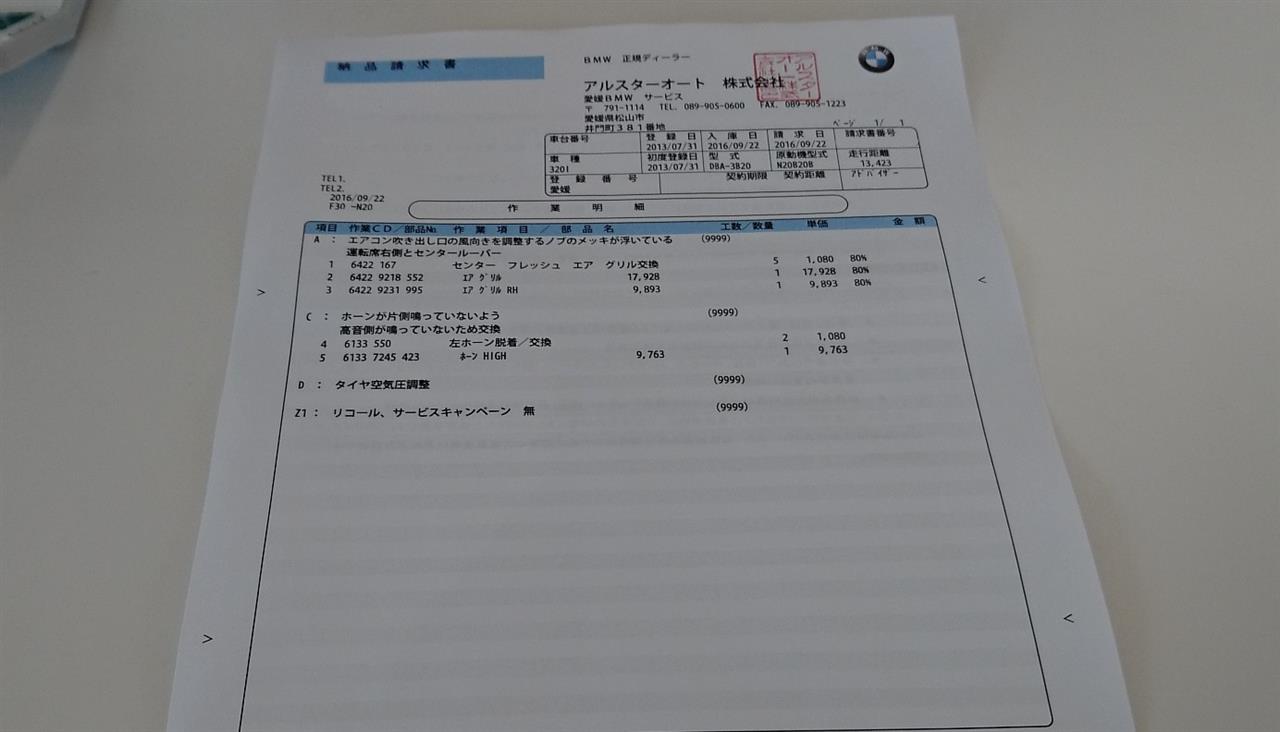 納品請求書
BMW 正規ディーラー
アルスターオート 株式会社
愛媛BMW サービス
〒 791-1114 TEL. 089-905-0600 FAX. 089-905-1223
愛媛県松山市
井門町381番地
ページ 1/ 1
車台番号 登録日 入庫日 請求日 請求書番号
2013/07/31 2016/09/22 2016/09/22
車種 初度登録日 型式 原動機型式 走行距離
320I 2013/07/31 DBA-3B20 N20B20B 13,423
登録番号 契約期限 契約距離 アドバイザー
愛媛
TEL1.
TEL2.
2016/09/22
F30 -N20
作業明細
項目 作業CD/部品No. 作業項目/部品名 工数/数量 単価 金額
A : エアコン吹き出し口の風向きを調整するノブのメッキが浮いている (9999)
運転席右側とセンタールーバー
1 6422 167 センター フレッシュ エア グリル交換 5 1,080 80%
2 6422 9218 552 エア グリル 17,928 1 17,928 80%
3 6422 9231 995 エア グリル RH 9,893 1 9,893 80%
C : ホーンが片側鳴っていないよう (9999)
高音側が鳴っていないため交換
4 6133 550 左ホーン脱着/交換 2 1,080
5 6133 7245 423 ホーン HIGH 9,763 1 9,763
D : タイヤ空気圧調整 (9999)
Z1 : リコール、サービスキャンペーン 無 (9999)